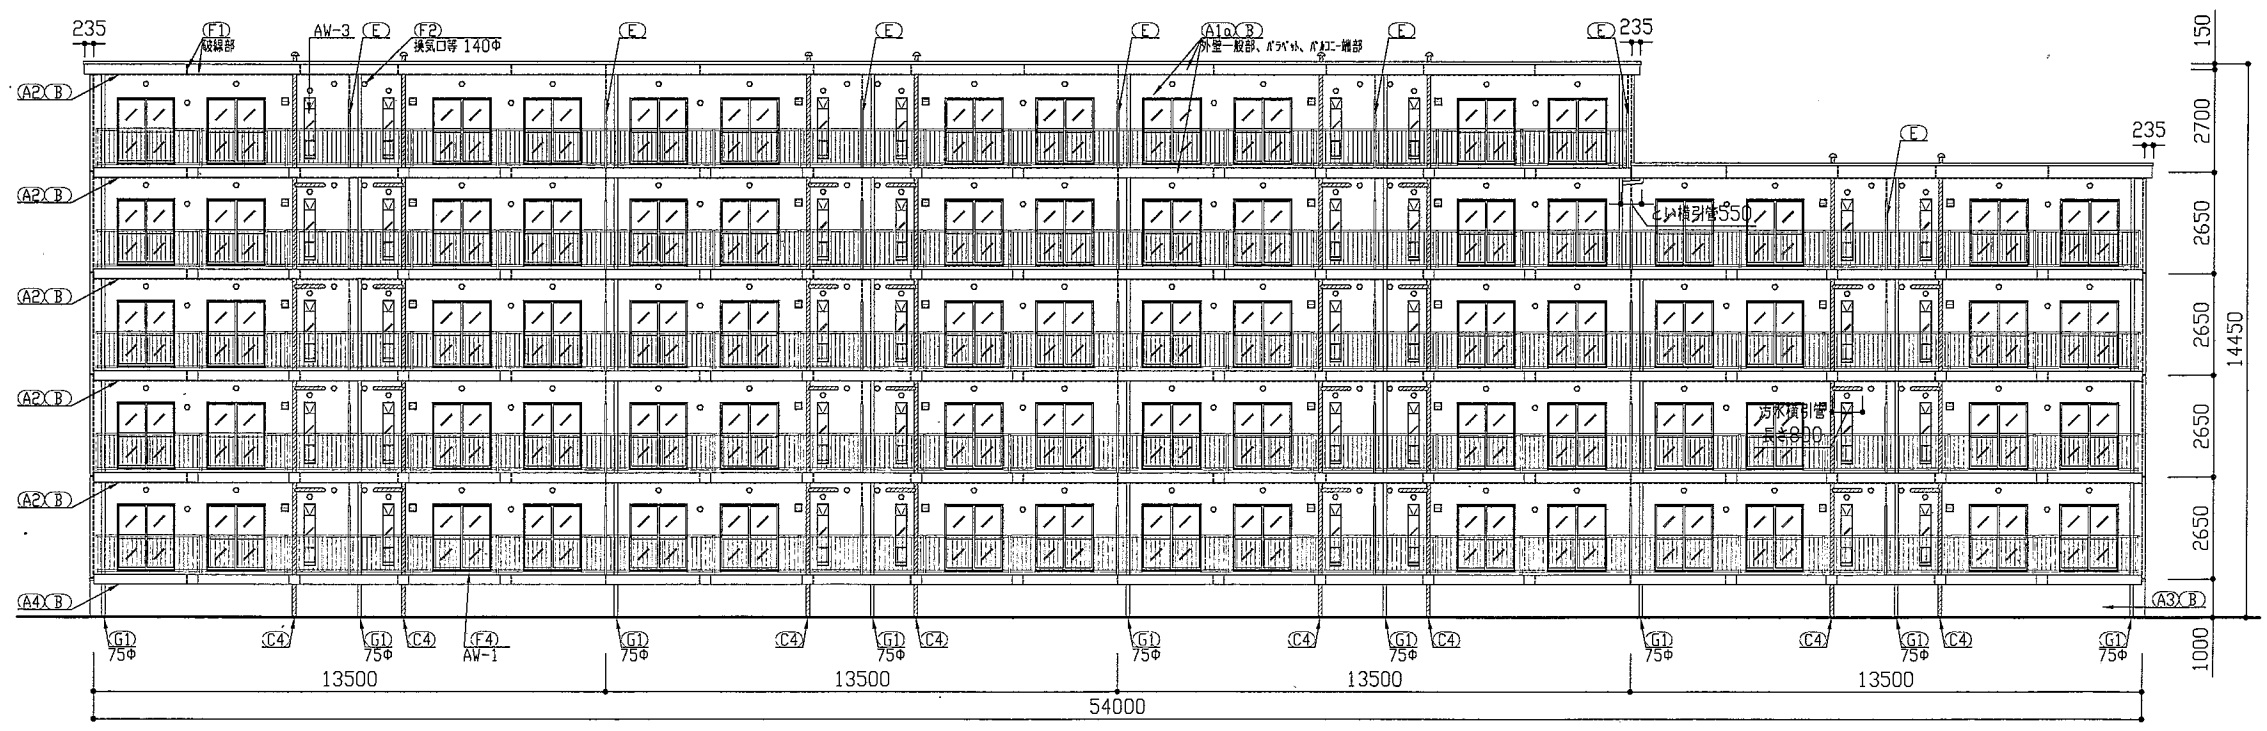 235
F1
破線部
AW-3
E
F2
換気口等 140Φ
E
E
E
A1a B
外壁一般部、パラペット、バルコニー端部
E
E
235
150
A2 B
2700
E
235
A2 B
とい横引管550
2650
A2 B
2650
14450
A2 B
汚水横引管
長さ800
2650
A2 B
2650
A4 B
A3 B
G1
75Φ
C4
G1
75Φ
C4
F4
AW-1
G1
75Φ
C4
G1
75Φ
C4
G1
75Φ
C4
G1
75Φ
C4
G1
75Φ
C4
G1
75Φ
C4
G1
75Φ
1000
13500
13500
13500
13500
54000